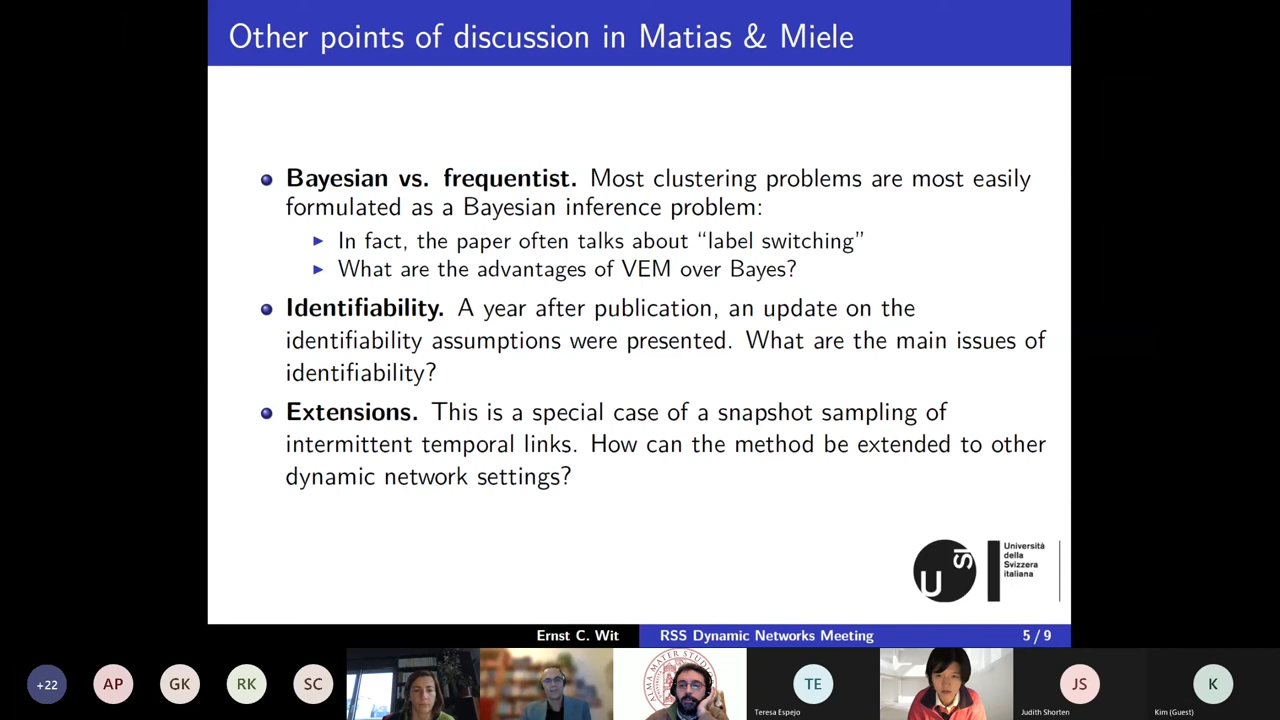 Other points of discussion in Matias & Miele
Bayesian vs. frequentist. Most clustering problems are most easily
formulated as a Bayesian inference problem:
In fact, the paper often talks about “label switching”
What are the advantages of VEM over Bayes?
Identifiability. A year after publication, an update on the
identifiability assumptions were presented. What are the main issues of
identifiability?
Extensions. This is a special case of a snapshot sampling of
intermittent temporal links. How can the method be extended to other
dynamic network settings?
USI
Università
della
Svizzera
italiana
Ernst C. Wit
RSS Dynamic Networks Meeting
5 / 9
+22
AP
GK
RK
SC
ALMA MATER STUD
TE
Teresa Espejo
JS
Judith Shorten
K
Kim (Guest)